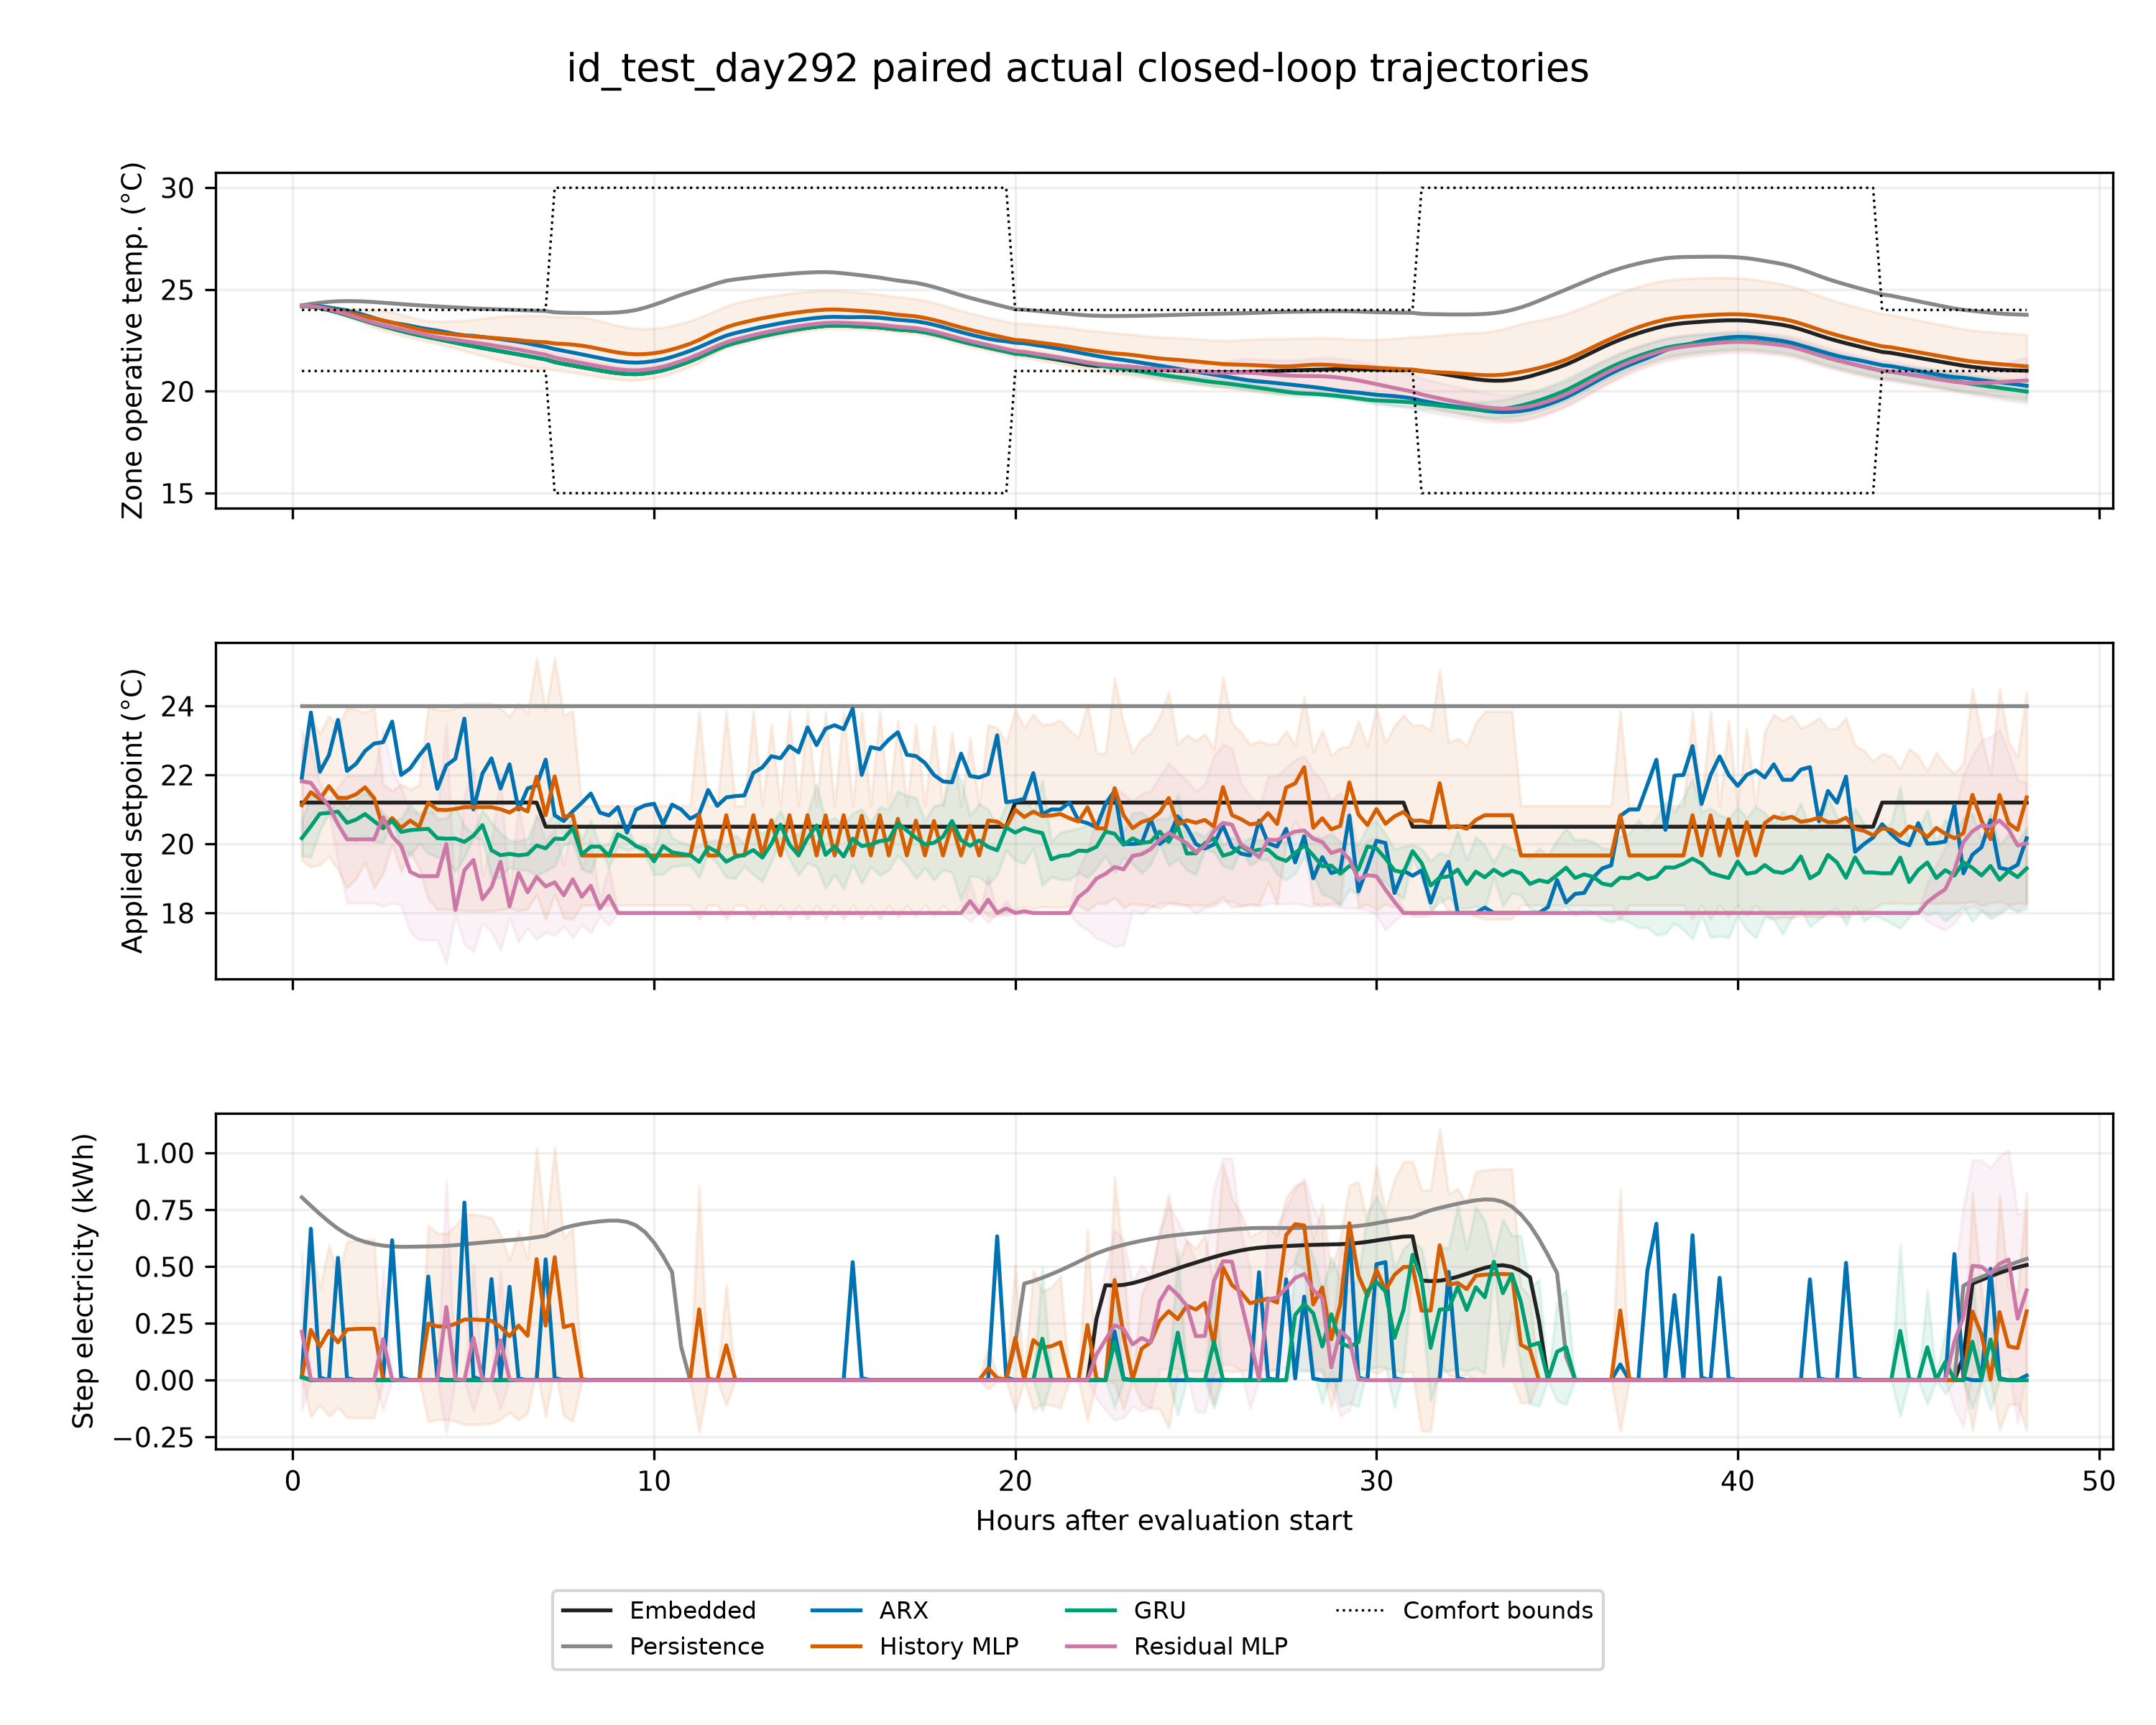 id_test_day292 paired actual closed-loop trajectories
Zone operative temp. (°C)
30
25
20
15
Applied setpoint (°C)
24
22
20
18
Step electricity (kWh)
1.00
0.75
0.50
0.25
0.00
−0.25
0 10 20 30 40 50
Hours after evaluation start
Embedded ARX GRU Comfort bounds
Persistence History MLP Residual MLP